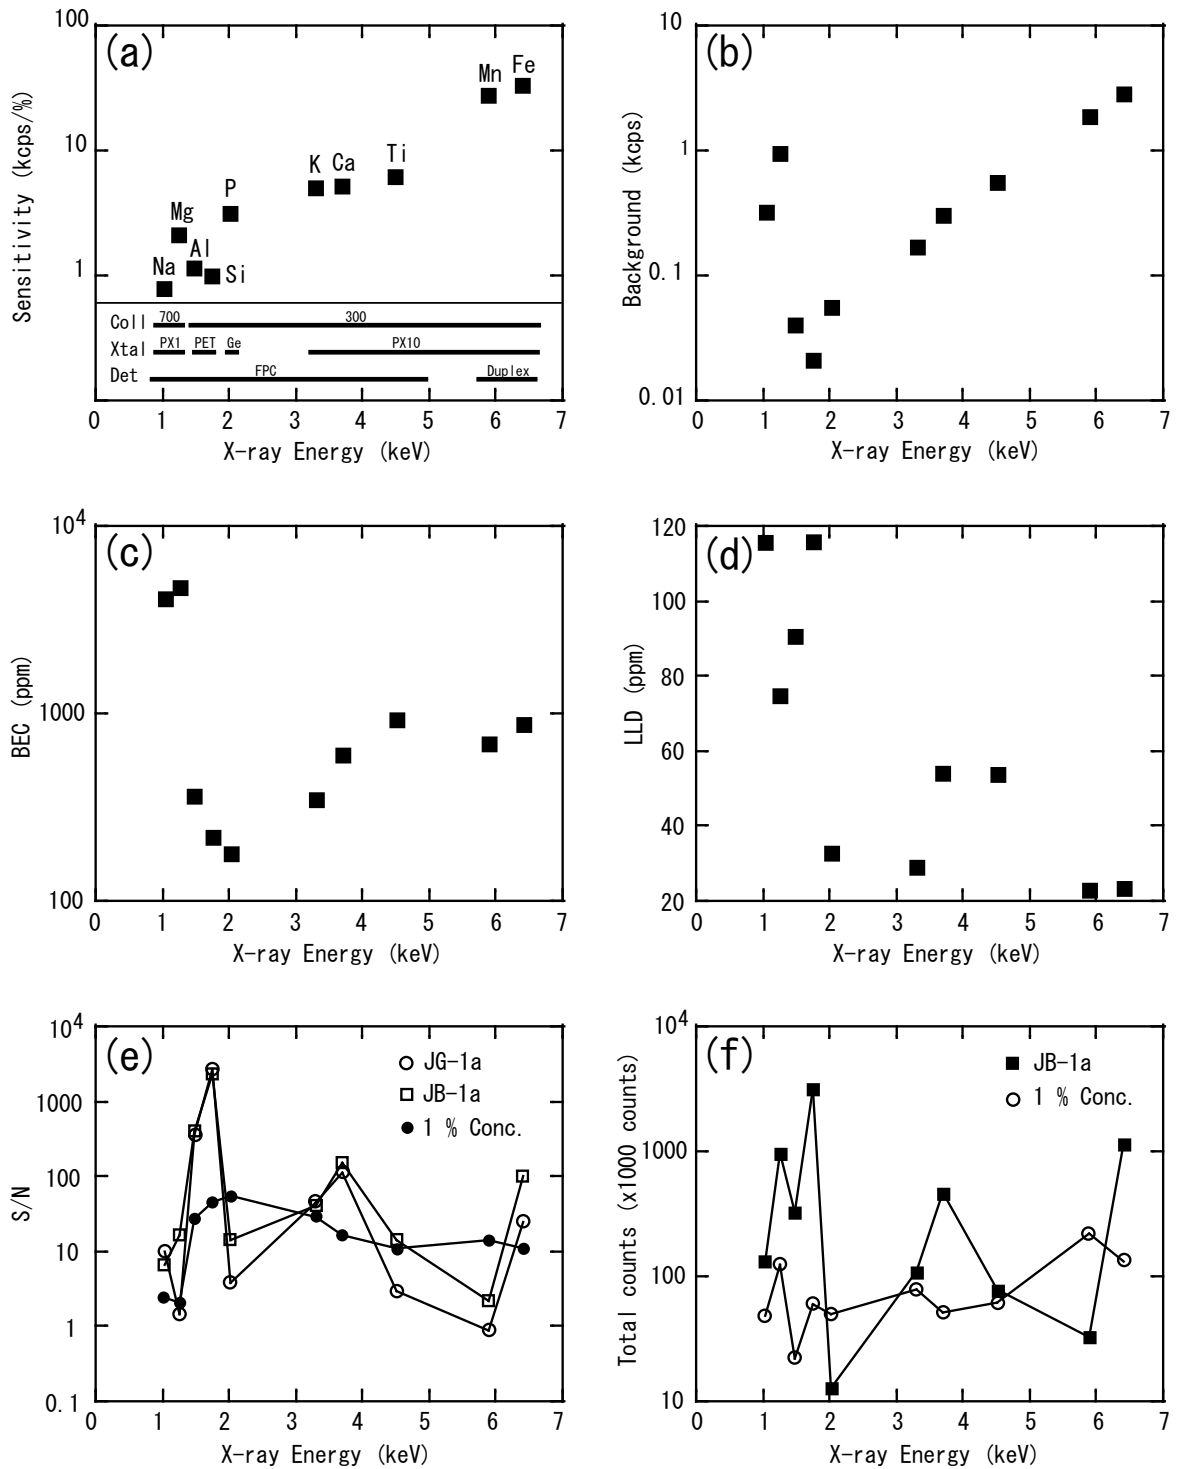 (a)
100
10
1
Sensitivity (kcps/%)
Mn Fe
K Ca Ti
P
Mg
Al
Na Si
Coll 700 300
Xtal PX1 PET Ge PX10
Det FPC Duplex
0 1 2 3 4 5 6 7
X-ray Energy (keV)
(b)
10
1
0.1
0.01
Background (kcps)
0 1 2 3 4 5 6 7
X-ray Energy (keV)
(c)
10^4
1000
100
BEC (ppm)
0 1 2 3 4 5 6 7
X-ray Energy (keV)
(d)
120
100
80
60
40
20
LLD (ppm)
0 1 2 3 4 5 6 7
X-ray Energy (keV)
(e)
10^4
1000
100
10
1
0.1
S/N
JG-1a
JB-1a
1 % Conc.
0 1 2 3 4 5 6 7
X-ray Energy (keV)
(f)
10^4
1000
100
10
Total counts (x1000 counts)
JB-1a
1 % Conc.
0 1 2 3 4 5 6 7
X-ray Energy (keV)